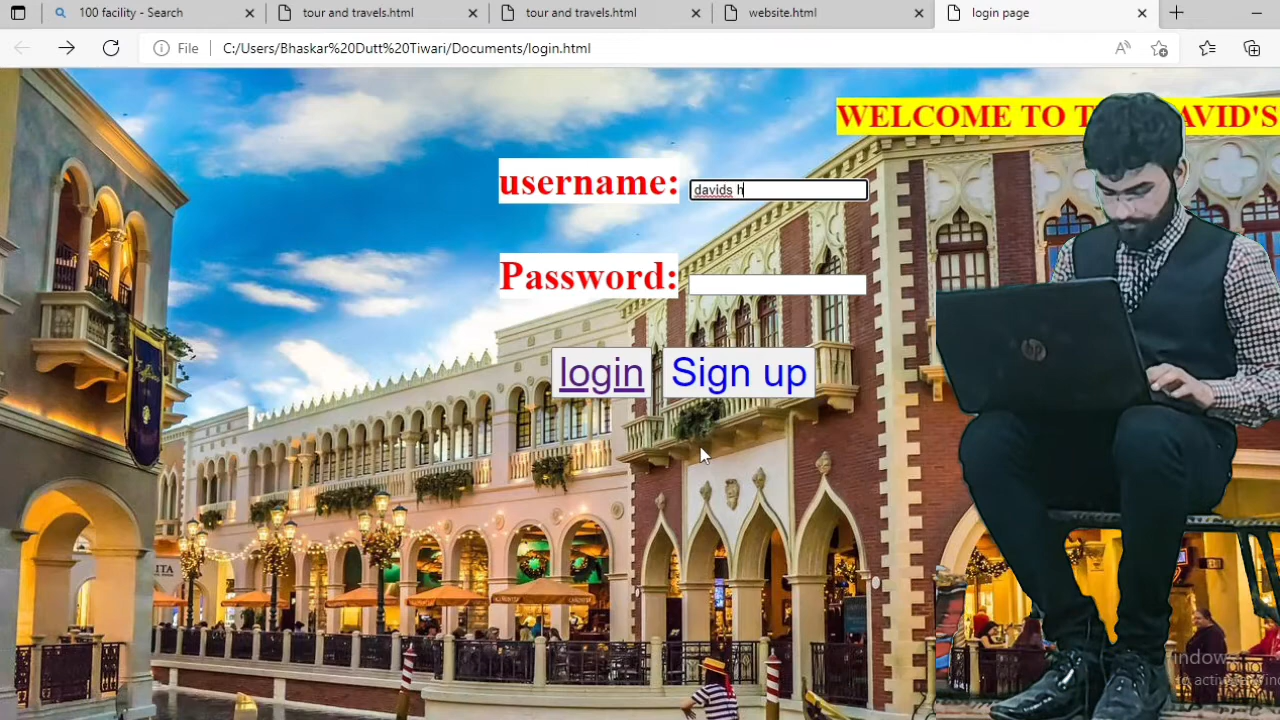 100 facility - Search
tour and travels.html
tour and travels.html
website.html
login page
File
C:/Users/Bhaskar%20Dutt%20Tiwari/Documents/login.html
WELCOME TO T AVID'S
username: davids h
Password:
login Sign up
hp